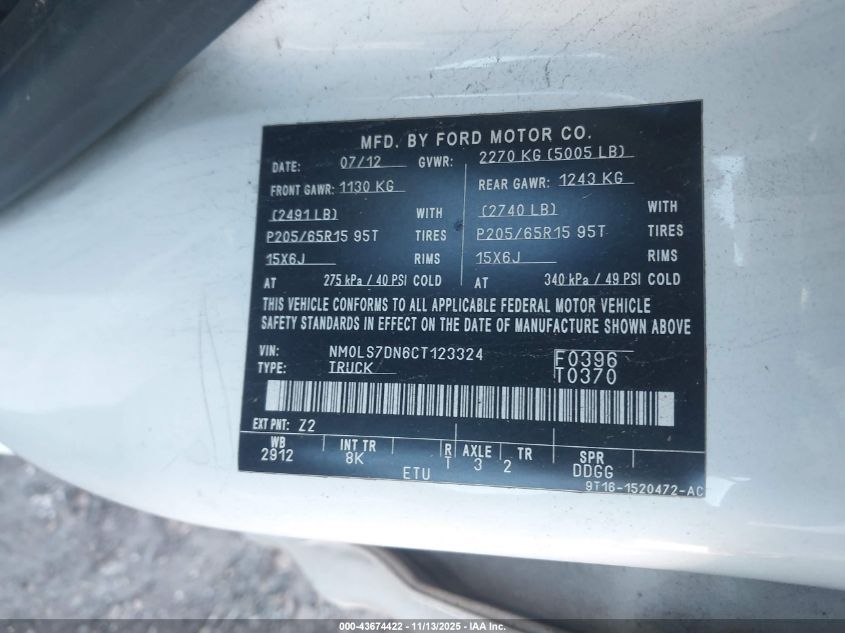 MFD. BY FORD MOTOR CO.
DATE: 07/12 GVWR: 2270 KG (5005 LB)
FRONT GAWR: 1130 KG REAR GAWR: 1243 KG
(2491 LB) WITH (2740 LB) WITH
P205/65R15 95T TIRES P205/65R15 95T TIRES
15X6J RIMS 15X6J RIMS
AT 275 kPa / 40 PSI COLD AT 340 kPa / 49 PSI COLD
THIS VEHICLE CONFORMS TO ALL APPLICABLE FEDERAL MOTOR VEHICLE
SAFETY STANDARDS IN EFFECT ON THE DATE OF MANUFACTURE SHOWN ABOVE
VIN: NM0LS7DN6CT123324 F0396
TYPE: TRUCK T0370
EXT PNT: Z2
WB INT TR R AXLE TR SPR
2912 8K T 3 2 DDGG
ETU 9T16-1520472-AC
000-43674422 - 11/13/2025 - IAA Inc.